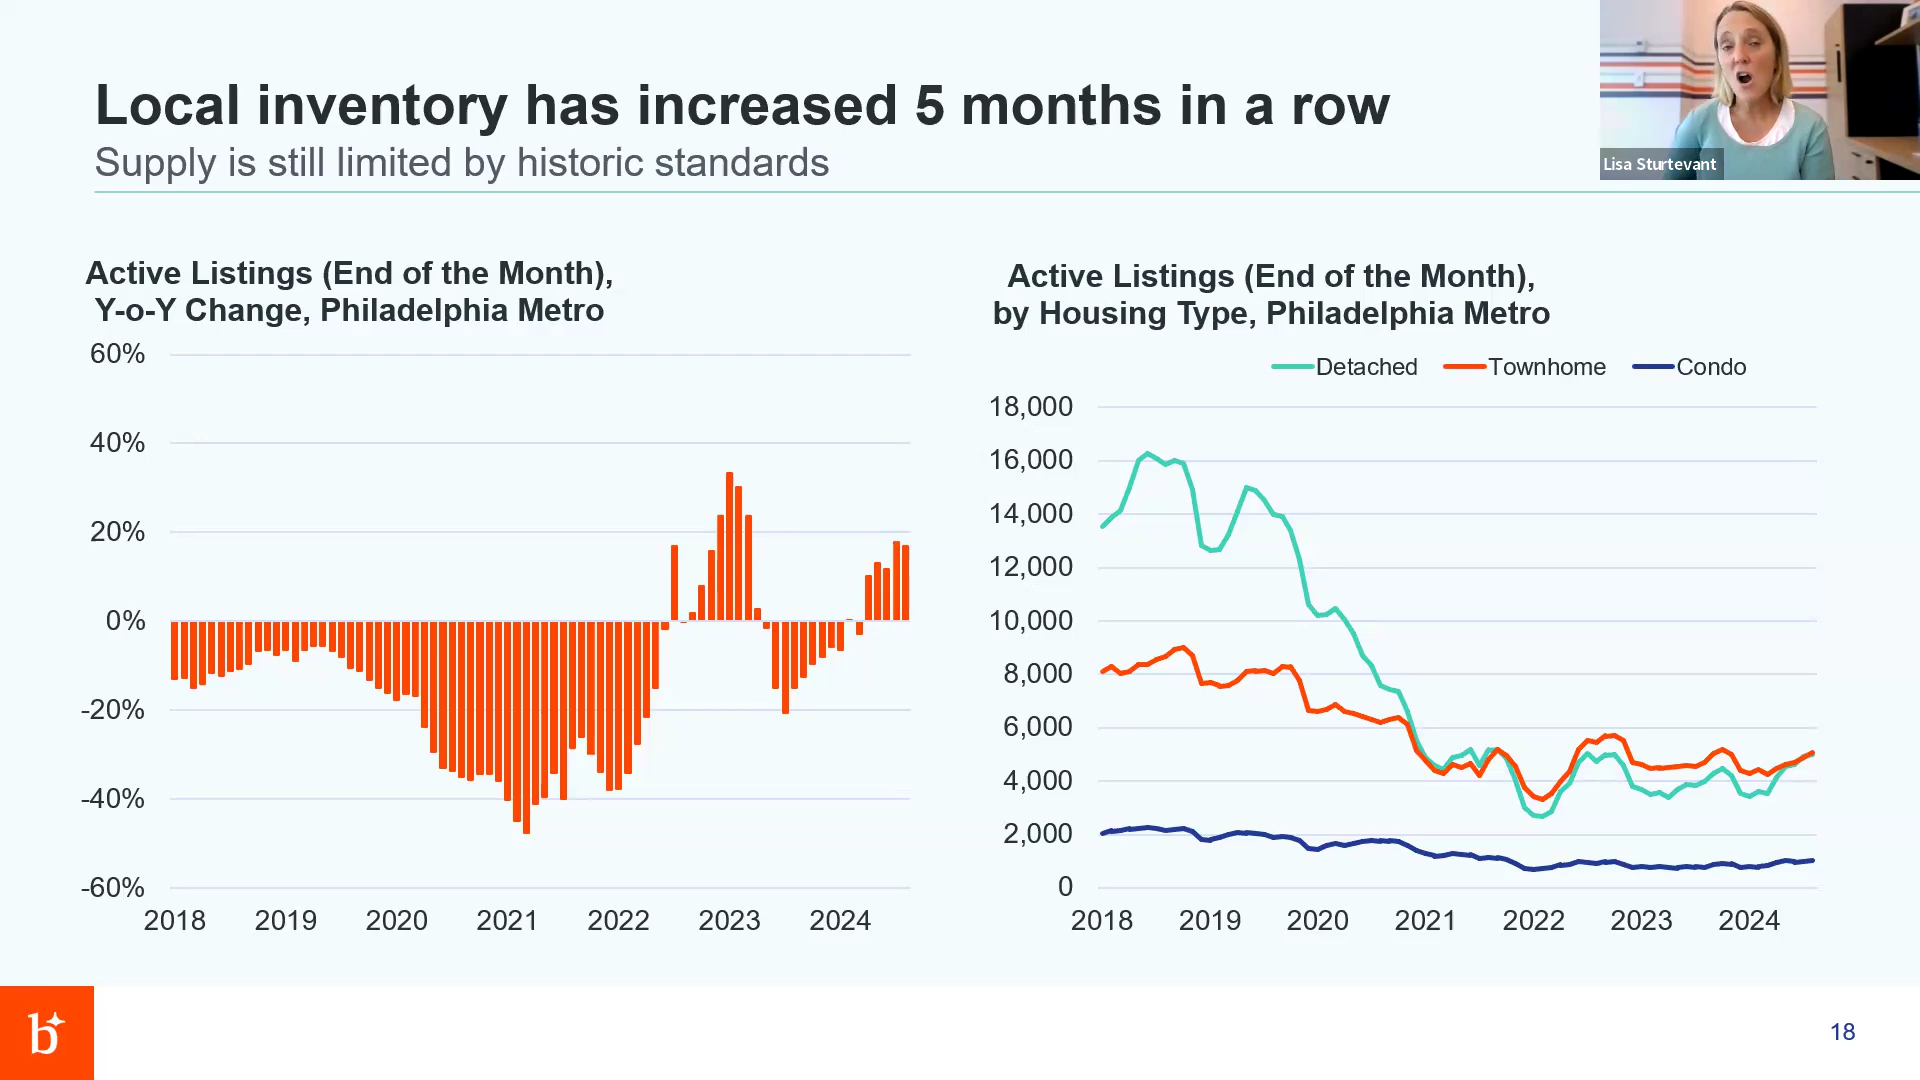 Local inventory has increased 5 months in a row
Supply is still limited by historic standards
Lisa Sturtevant
Active Listings (End of the Month),
Y-o-Y Change, Philadelphia Metro
60%
40%
20%
0%
-20%
-40%
-60%
2018 2019 2020 2021 2022 2023 2024
Active Listings (End of the Month),
by Housing Type, Philadelphia Metro
Detached Townhome Condo
18,000
16,000
14,000
12,000
10,000
8,000
6,000
4,000
2,000
0
2018 2019 2020 2021 2022 2023 2024
b
18